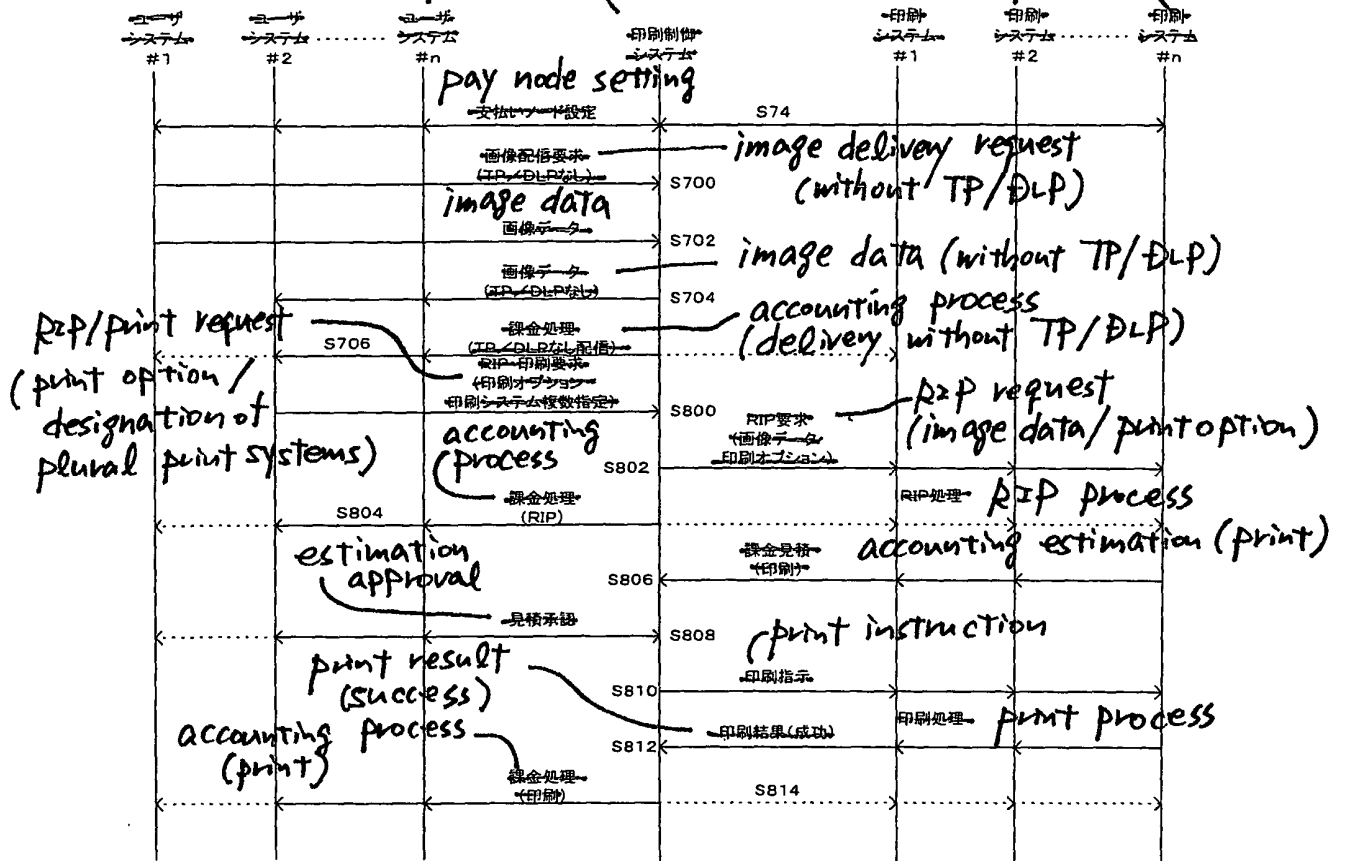 ユーザ ユーザ ユーザ 印刷 印刷 印刷
システム システム ········ システム 印刷制御 システム システム ········ システム
#1 #2 #n システム #1 #2 #n
pay node setting
支払いノード設定 S74
画像配信要求 image delivery request
(TP/DLPなし) S700 (without TP/DLP)
image data
画像データ S702
画像データ image data (without TP/DLP)
(TP/DLPなし) S704
RIP/print request 課金処理 accounting process
S706 (TP/DLPなし配信) (delivery without TP/DLP)
(print option/ RIP・印刷要求
designation of (印刷オプション
plural print systems) 印刷システム複数指定) S800
RIP要求 RIP request
(画像データ (image data/print option)
印刷オプション) S802
accounting
process
課金処理 RIP処理 RIP process
S804 (RIP)
課金見積 accounting estimation (print)
(印刷) S806
estimation
approval
見積承認 S808
print instruction
印刷指示 S810
print result
(success)
印刷結果(成功) S812
印刷処理 print process
accounting process
(print)
課金処理
(印刷) S814